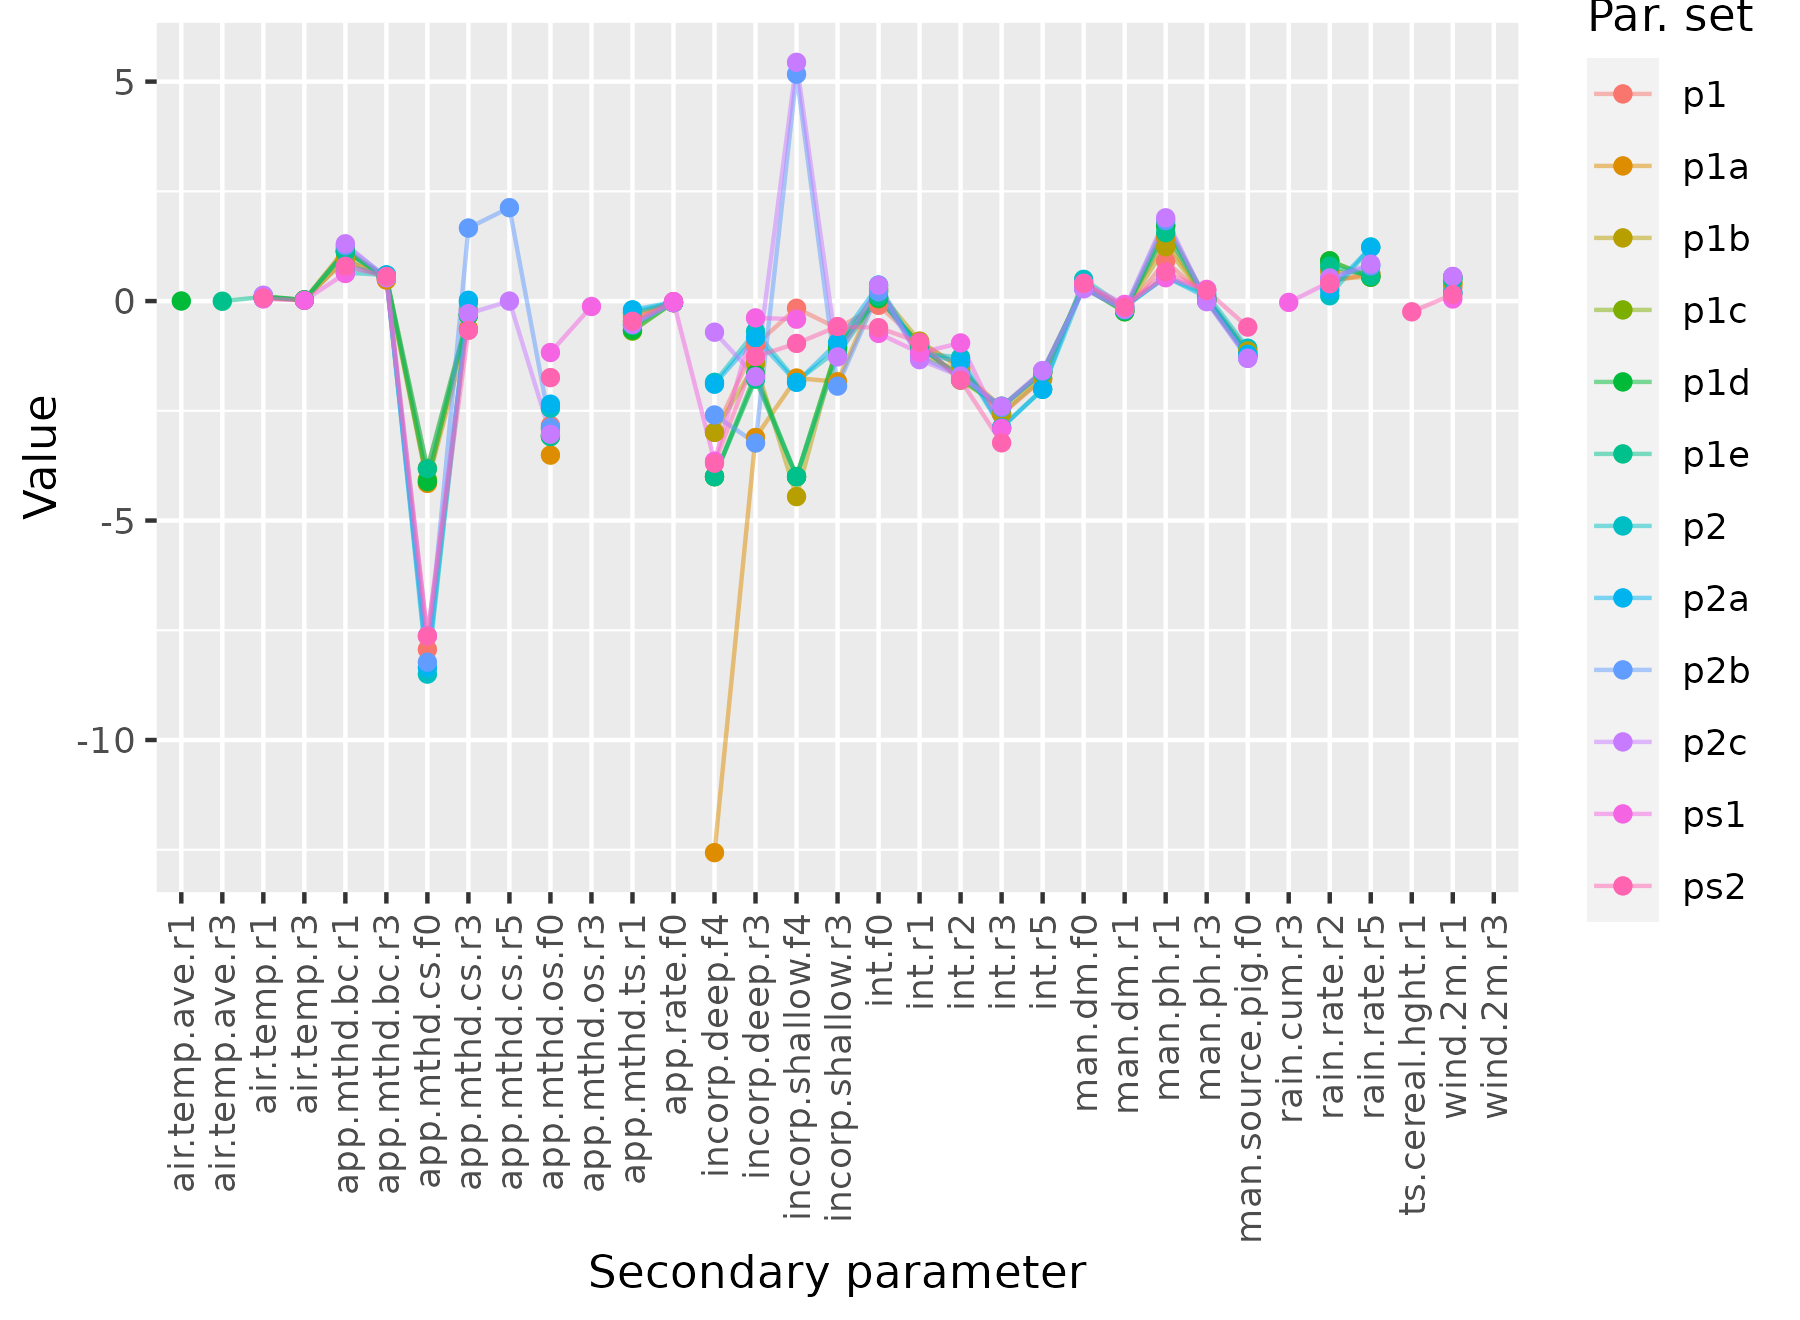 Par. set
p1
p1a
p1b
p1c
p1d
p1e
p2
p2a
p2b
p2c
ps1
ps2
Value
5
0
-5
-10
air.temp.ave.r1
air.temp.ave.r3
air.temp.r1
air.temp.r3
app.mthd.bc.r1
app.mthd.bc.r3
app.mthd.cs.f0
app.mthd.cs.r3
app.mthd.cs.r5
app.mthd.os.f0
app.mthd.os.r3
app.mthd.ts.r1
app.rate.f0
incorp.deep.f4
incorp.deep.r3
incorp.shallow.f4
incorp.shallow.r3
int.f0
int.r1
int.r2
int.r3
int.r5
man.dm.f0
man.dm.r1
man.ph.r1
man.ph.r3
man.source.pig.f0
rain.cum.r3
rain.rate.r2
rain.rate.r5
ts.cereal.hght.r1
wind.2m.r1
wind.2m.r3
Secondary parameter